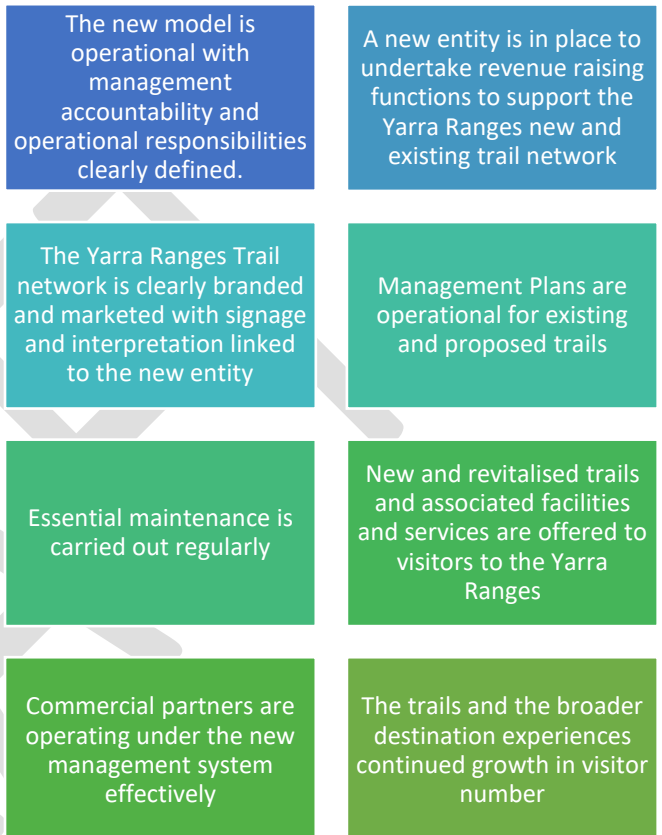 The new model is
operational with
management
accountability and
operational responsibilities
clearly defined.
A new entity is in place to
undertake revenue raising
functions to support the
Yarra Ranges new and
existing trail network
The Yarra Ranges Trail
network is clearly branded
and marketed with signage
and interpretation linked
to the new entity
Management Plans are
operational for existing
and proposed trails
Essential maintenance is
carried out regularly
New and revitalised trails
and associated facilities
and services are offered to
visitors to the Yarra
Ranges
Commercial partners are
operating under the new
management system
effectively
The trails and the broader
destination experiences
continued growth in visitor
number